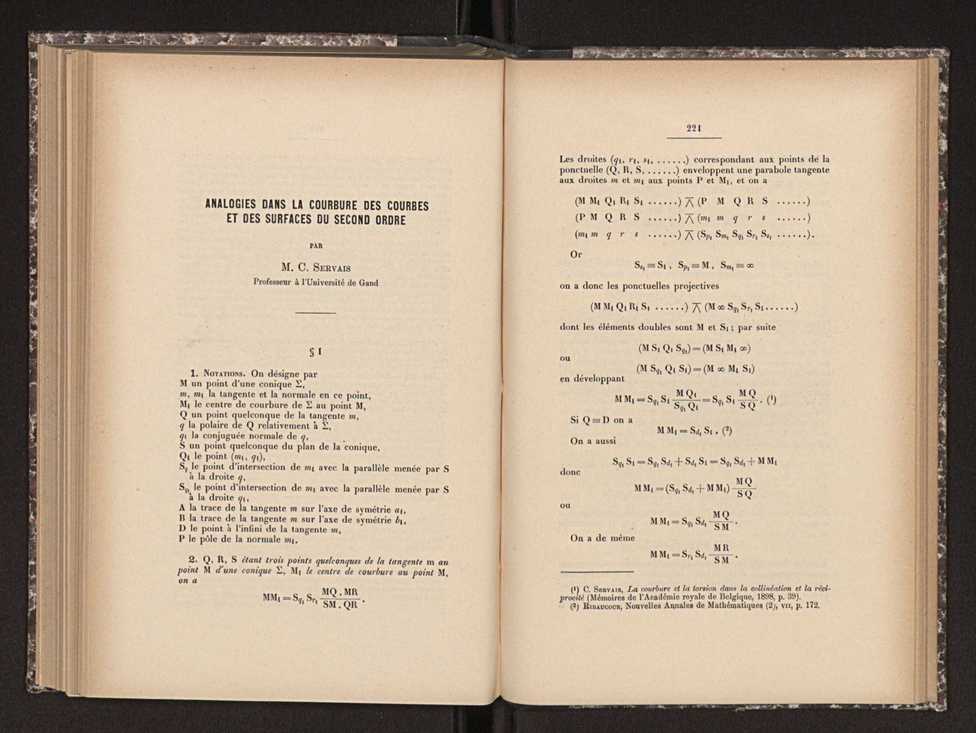 ANALOGIES DANS LA COURBURE DES COURBES
ET DES SURFACES DU SECOND ORDRE
PAR
M. C. SERVAIS
Professeur à l'Université de Gand
§ I
1. NOTATIONS. On désigne par
M un point d'une conique Σ,
m, m₁ la tangente et la normale en ce point,
M₁ le centre de courbure de Σ au point M,
Q un point quelconque de la tangente m,
q la polaire de Q relativement à Σ,
q₁ la conjuguée normale de q,
S un point quelconque du plan de la conique,
Q₁ le point (m₁, q₁),
S_q le point d'intersection de m₁ avec la parallèle menée par S
à la droite q,
S_q₁ le point d'intersection de m₁ avec la parallèle menée par S
à la droite q₁,
A la trace de la tangente m sur l'axe de symétrie a₁,
B la trace de la tangente m sur l'axe de symétrie b₁,
D le point à l'infini de la tangente m,
P le pôle de la normale m₁.
2. Q, R, S étant trois points quelconques de la tangente m au
point M d'une conique Σ, M₁ le centre de courbure au point M,
on a
MM₁ = S_q₁ S_r₁ (MQ . MR)/(SM . QR) .
221
Les droites (q₁, r₁, s₁, ......) correspondant aux points de la
ponctuelle (Q, R, S, ......) enveloppent une parabole tangente
aux droites m et m₁ aux points P et M₁, et on a
(M M₁ Q₁ R₁ S₁ ......) ⊼ (P M Q R S ......)
(P M Q R S ......) ⊼ (m₁ m q r s ......)
(m₁ m q r s ......) ⊼ (S_p₁ S_m₁ S_q₁ S_r₁ S_s₁ ......).
Or
S_s₁ ≡ S₁ , S_p₁ ≡ M , S_m₁ ≡ ∞
on a donc les ponctuelles projectives
(M M₁ Q₁ R₁ S₁ ......) ⊼ (M ∞ S_q₁ S_r₁ S₁ ......)
dont les éléments doubles sont M et S₁ ; par suite
(M S₁ Q₁ S_q₁) = (M S₁ M₁ ∞)
ou
(M S_q₁ Q₁ S₁) = (M ∞ M₁ S₁)
en développant
M M₁ = S_q₁ S₁ (M Q₁)/(S_q₁ Q₁) = S_q₁ S₁ (M Q)/(S Q) . (¹)
Si Q ≡ D on a
M M₁ = S_d₁ S₁ . (²)
On a aussi
S_q₁ S₁ = S_q₁ S_d₁ + S_d₁ S₁ = S_q₁ S_d₁ + M M₁
donc
M M₁ = (S_q₁ S_d₁ + M M₁) (M Q)/(S Q)
ou
M M₁ = S_q₁ S_d₁ (M Q)/(S M) .
On a de même
M M₁ = S_r₁ S_d₁ (M R)/(S M) .
(¹) C. SERVAIS, La courbure et la torsion dans la collinéation et la réci-
procité (Mémoires de l'Académie royale de Belgique, 1898, p. 39).
(²) RIBAUCOUR, Nouvelles Annales de Mathématiques (2), VII, p. 172.